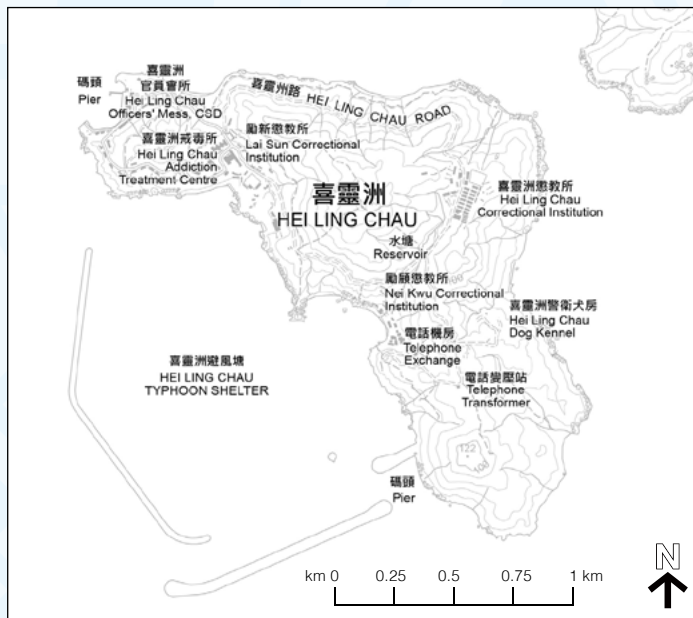 碼頭
Pier
喜靈洲
官員會所
Hei Ling Chau
Officers' Mess, CSD
喜靈州路 HEI LING CHAU ROAD
喜靈洲戒毒所
Hei Ling Chau
Addiction
Treatment Centre
勵新懲教所
Lai Sun Correctional
Institution
喜靈洲
HEI LING CHAU
喜靈洲懲教所
Hei Ling Chau
Correctional Institution
水塘
Reservoir
勵顧懲教所
Nei Kwu Correctional
Institution
喜靈洲警衛犬房
Hei Ling Chau
Dog Kennel
電話機房
Telephone
Exchange
喜靈洲避風塘
HEI LING CHAU
TYPHOON SHELTER
電話變壓站
Telephone
Transformer
122
碼頭
Pier
km 0 0.25 0.5 0.75 1 km
N